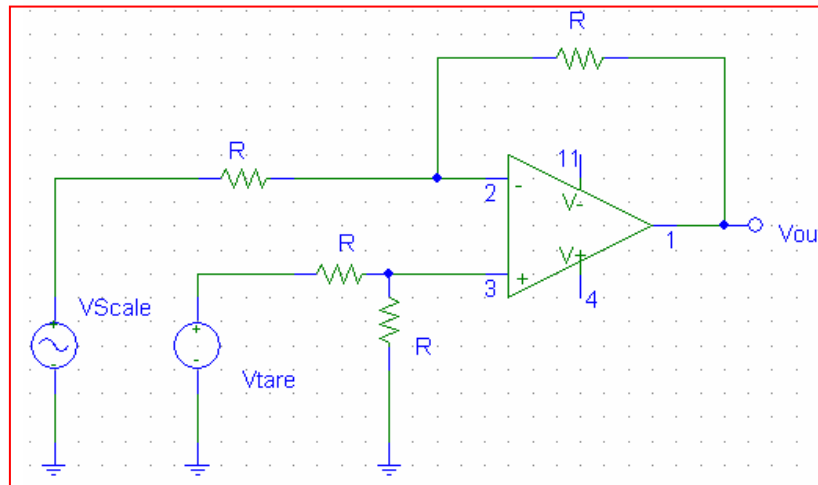 R
R
11
2
-
V-
R
1
Vou
V+
3
+
4
VScale
+
-
+
-
R
Vtare